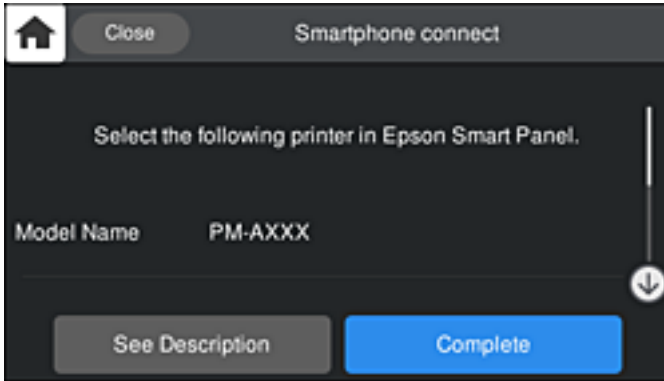 Close Smartphone connect
Select the following printer in Epson Smart Panel.
Model Name PM-AXXX
See Description Complete